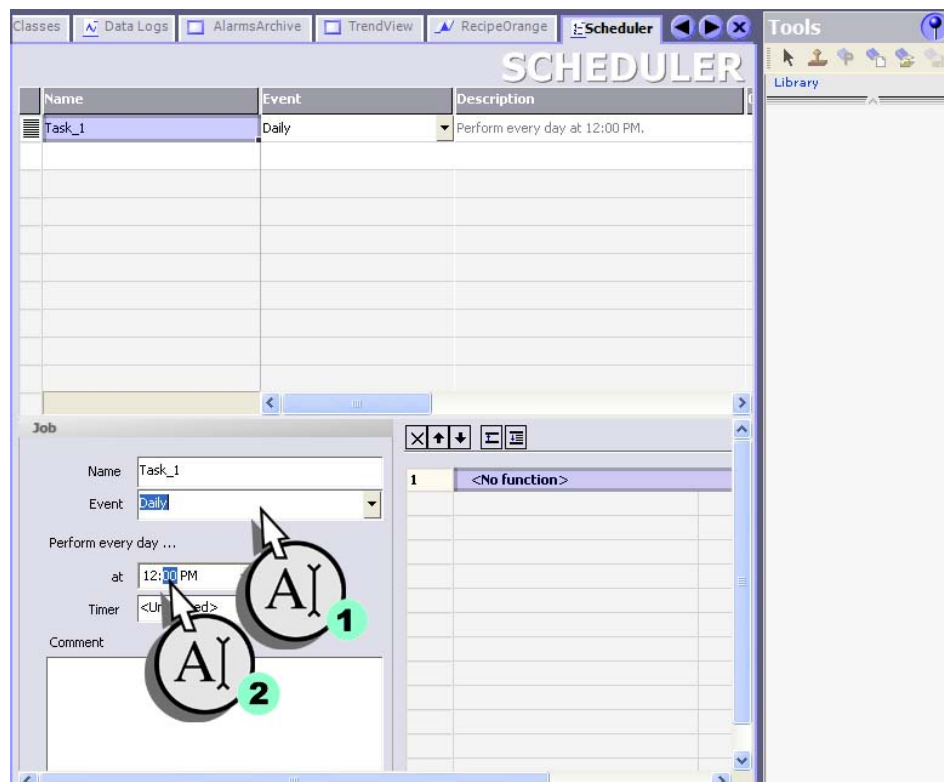 Classes Data Logs AlarmsArchive TrendView RecipeOrange Scheduler Tools
SCHEDULER
Library
Name Event Description
Task_1 Daily Perform every day at 12:00 PM.
Job
Name Task_1
1 <No function>
Event Daily
Perform every day ...
at 12:00 PM
AI 1
Timer
Comment
AI 2